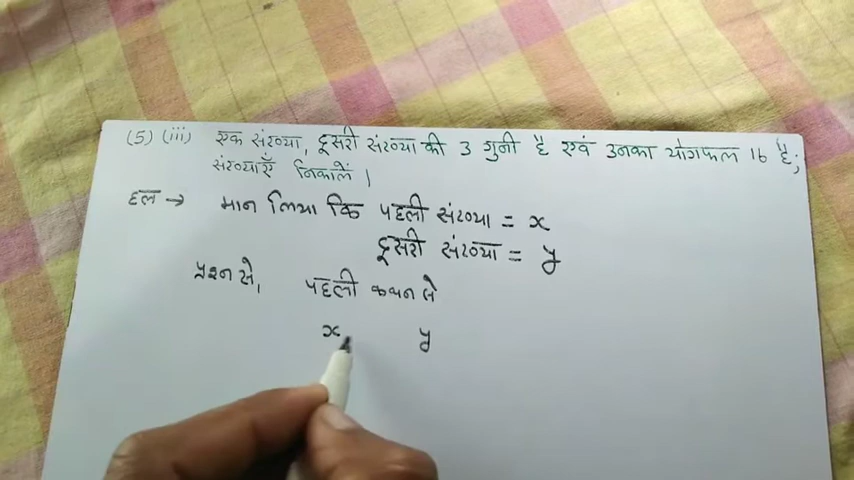 (5) (iii) एक संख्या, दूसरी संख्या की 3 गुनी है एवं उनका योगफल 16 है;
संख्याएँ निकालें।
हल → मान लिया कि पहली संख्या = x
दूसरी संख्या = y
प्रश्न से, पहली कथन से
x y